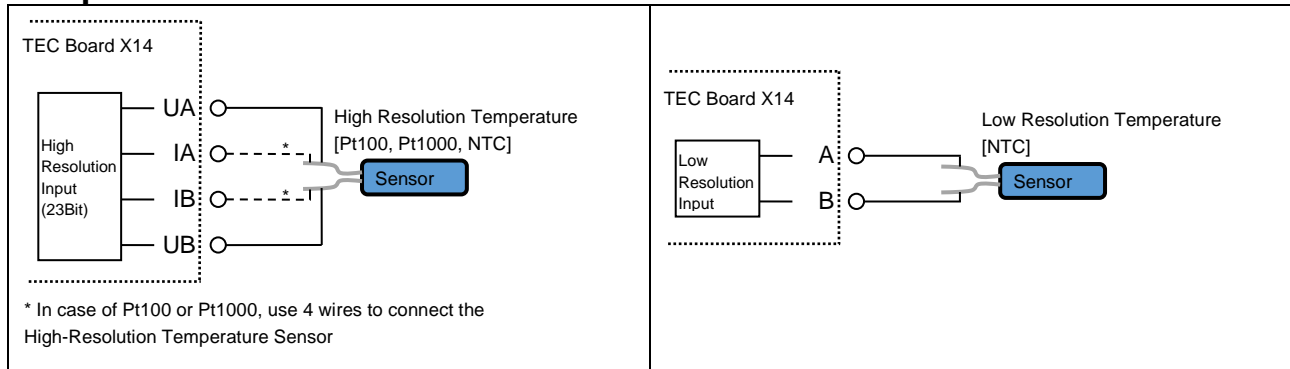 TEC Board X14
High
Resolution
Input
(23Bit)
UA
IA
IB
UB
*
*
High Resolution Temperature
[Pt100, Pt1000, NTC]
Sensor
* In case of Pt100 or Pt1000, use 4 wires to connect the
High-Resolution Temperature Sensor
TEC Board X14
Low
Resolution
Input
A
B
Low Resolution Temperature
[NTC]
Sensor